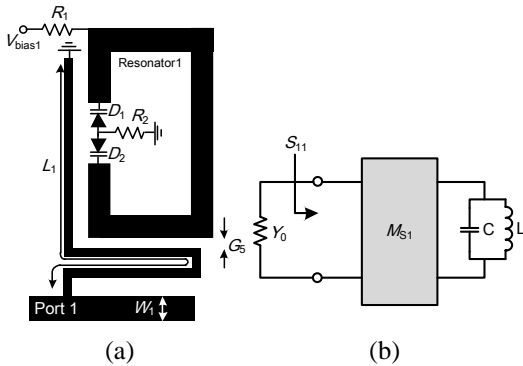 R1
Vbias1
Resonator1
D1
R2
D2
L1
G5
Port 1
W1
(a)
S11
Y0
MS1
C
L
(b)